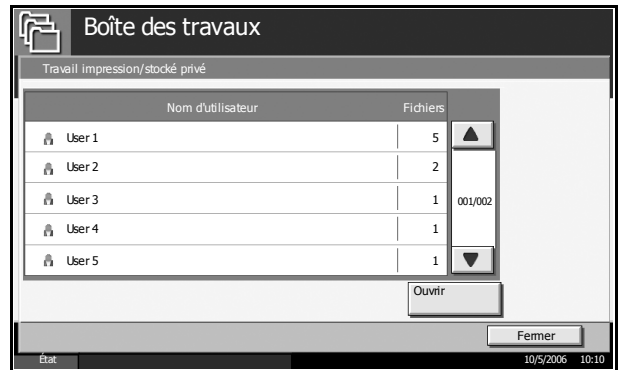 Boîte des travaux
Travail impression/stocké privé
Nom d'utilisateur Fichiers
User 1 5
User 2 2
User 3 1
001/002
User 4 1
User 5 1
Ouvrir
Fermer
État 10/5/2006 10:10